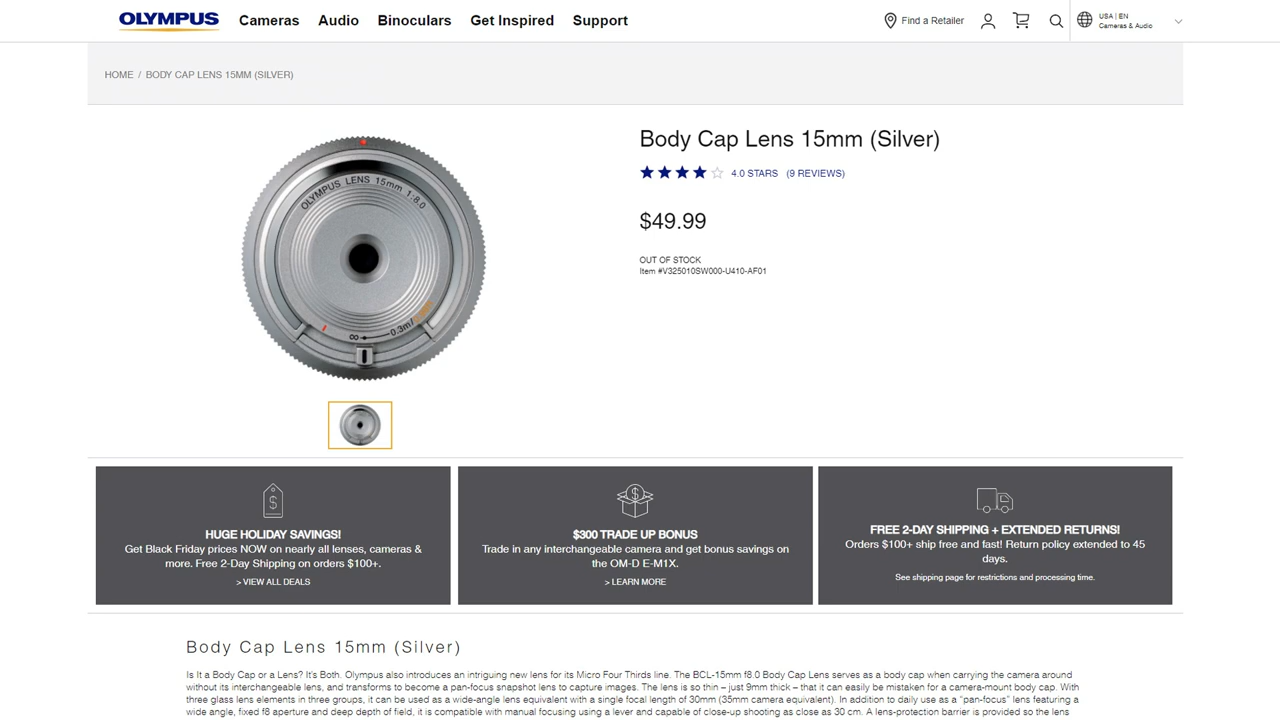 OLYMPUS
Cameras
Audio
Binoculars
Get Inspired
Support
Find a Retailer
USA | EN
Cameras & Audio
HOME / BODY CAP LENS 15MM (SILVER)
OLYMPUS LENS 15mm 1:8.0
∞ 0.3m/
Body Cap Lens 15mm (Silver)
4.0 STARS (9 REVIEWS)
$49.99
OUT OF STOCK
Item #V325010SW000-U410-AF01
HUGE HOLIDAY SAVINGS!
Get Black Friday prices NOW on nearly all lenses, cameras &
more. Free 2-Day Shipping on orders $100+.
> VIEW ALL DEALS
$300 TRADE UP BONUS
Trade in any interchangeable camera and get bonus savings on
the OM-D E-M1X.
> LEARN MORE
FREE 2-DAY SHIPPING + EXTENDED RETURNS!
Orders $100+ ship free and fast! Return policy extended to 45
days.
See shipping page for restrictions and processing time.
Body Cap Lens 15mm (Silver)
Is It a Body Cap or a Lens? It's Both. Olympus also introduces an intriguing new lens for its Micro Four Thirds line. The BCL-15mm f8.0 Body Cap Lens serves as a body cap when carrying the camera around
without its interchangeable lens, and transforms to become a pan-focus snapshot lens to capture images. The lens is so thin – just 9mm thick – that it can easily be mistaken for a camera-mount body cap. With
three glass lens elements in three groups, it can be used as a wide-angle lens equivalent with a single focal length of 30mm (35mm camera equivalent). In addition to daily use as a "pan-focus" lens featuring a
wide angle, fixed f8 aperture and deep depth of field, it is compatible with manual focusing using a lever and capable of close-up shooting as close as 30 cm. A lens-protection barrier is provided so the lens